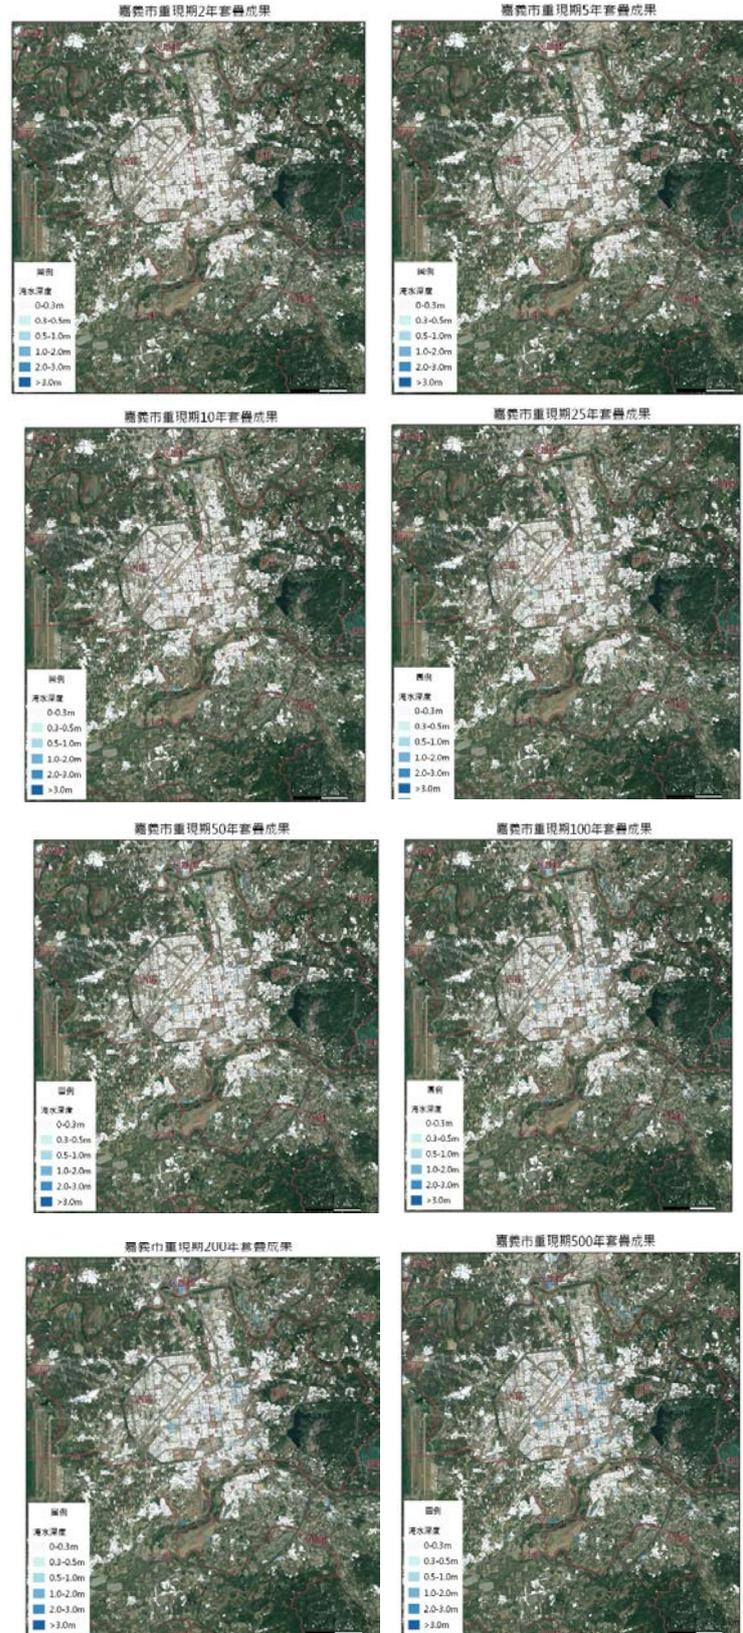 嘉義市重現期2年套疊成果
圖例
淹水深度
0-0.3m
0.3-0.5m
0.5-1.0m
1.0-2.0m
2.0-3.0m
>3.0m
嘉義市重現期5年套疊成果
圖例
淹水深度
0-0.3m
0.3-0.5m
0.5-1.0m
1.0-2.0m
2.0-3.0m
>3.0m
嘉義市重現期10年套疊成果
圖例
淹水深度
0-0.3m
0.3-0.5m
0.5-1.0m
1.0-2.0m
2.0-3.0m
>3.0m
嘉義市重現期25年套疊成果
圖例
淹水深度
0-0.3m
0.3-0.5m
0.5-1.0m
1.0-2.0m
2.0-3.0m
>3.0m
嘉義市重現期50年套疊成果
圖例
淹水深度
0-0.3m
0.3-0.5m
0.5-1.0m
1.0-2.0m
2.0-3.0m
>3.0m
嘉義市重現期100年套疊成果
圖例
淹水深度
0-0.3m
0.3-0.5m
0.5-1.0m
1.0-2.0m
2.0-3.0m
>3.0m
嘉義市重現期200年套疊成果
圖例
淹水深度
0-0.3m
0.3-0.5m
0.5-1.0m
1.0-2.0m
2.0-3.0m
>3.0m
嘉義市重現期500年套疊成果
圖例
淹水深度
0-0.3m
0.3-0.5m
0.5-1.0m
1.0-2.0m
2.0-3.0m
>3.0m